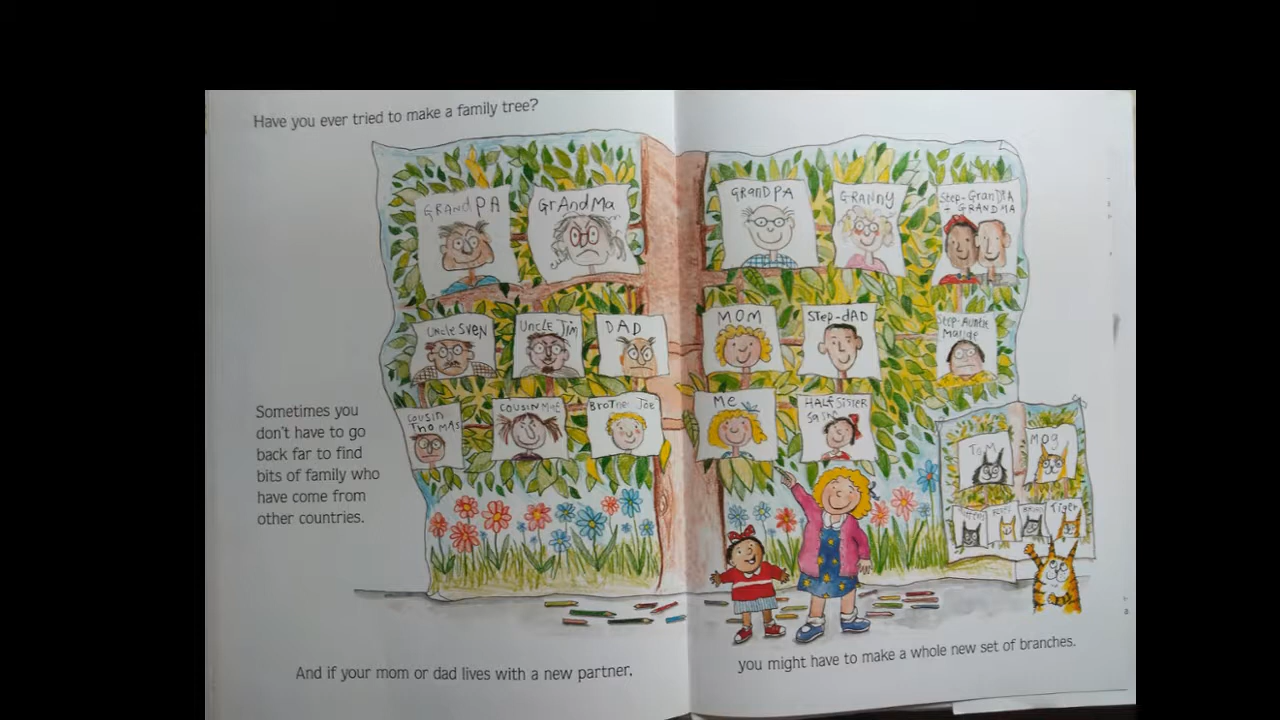 Have you ever tried to make a family tree?
GRANDPA
GrAndMa
GRANDPA
GRANNY
Step-GranDPA
+ GRANDMA
Uncle SVEN
Uncle Jim
DAD
MOM
Step-dAD
Step-Auntie
Maudge
Cousin
ThoMAS
COUSIN
BroThe Joe
Me
HALF SISTER
Tom
Mog
Tiger
Sometimes you
don't have to go
back far to find
bits of family who
have come from
other countries.
And if your mom or dad lives with a new partner,
you might have to make a whole new set of branches.